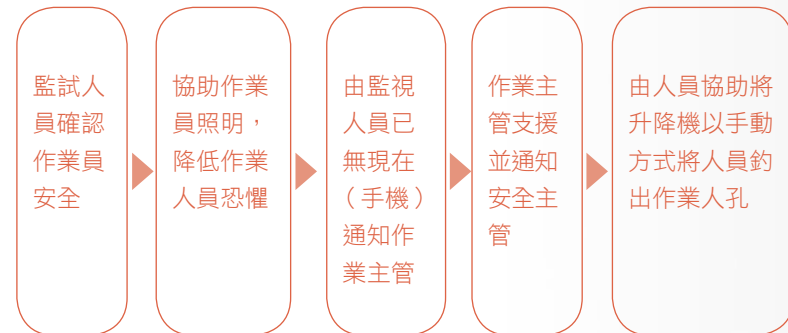 監試人
員確認
作業員
安全
協助作業
員照明，
降低作業
人員恐懼
由監視
人員已
無現在
（手機）
通知作
業主管
作業主
管支援
並通知
安全主
管
由人員協助將
升降機以手動
方式將人員釣
出作業人孔